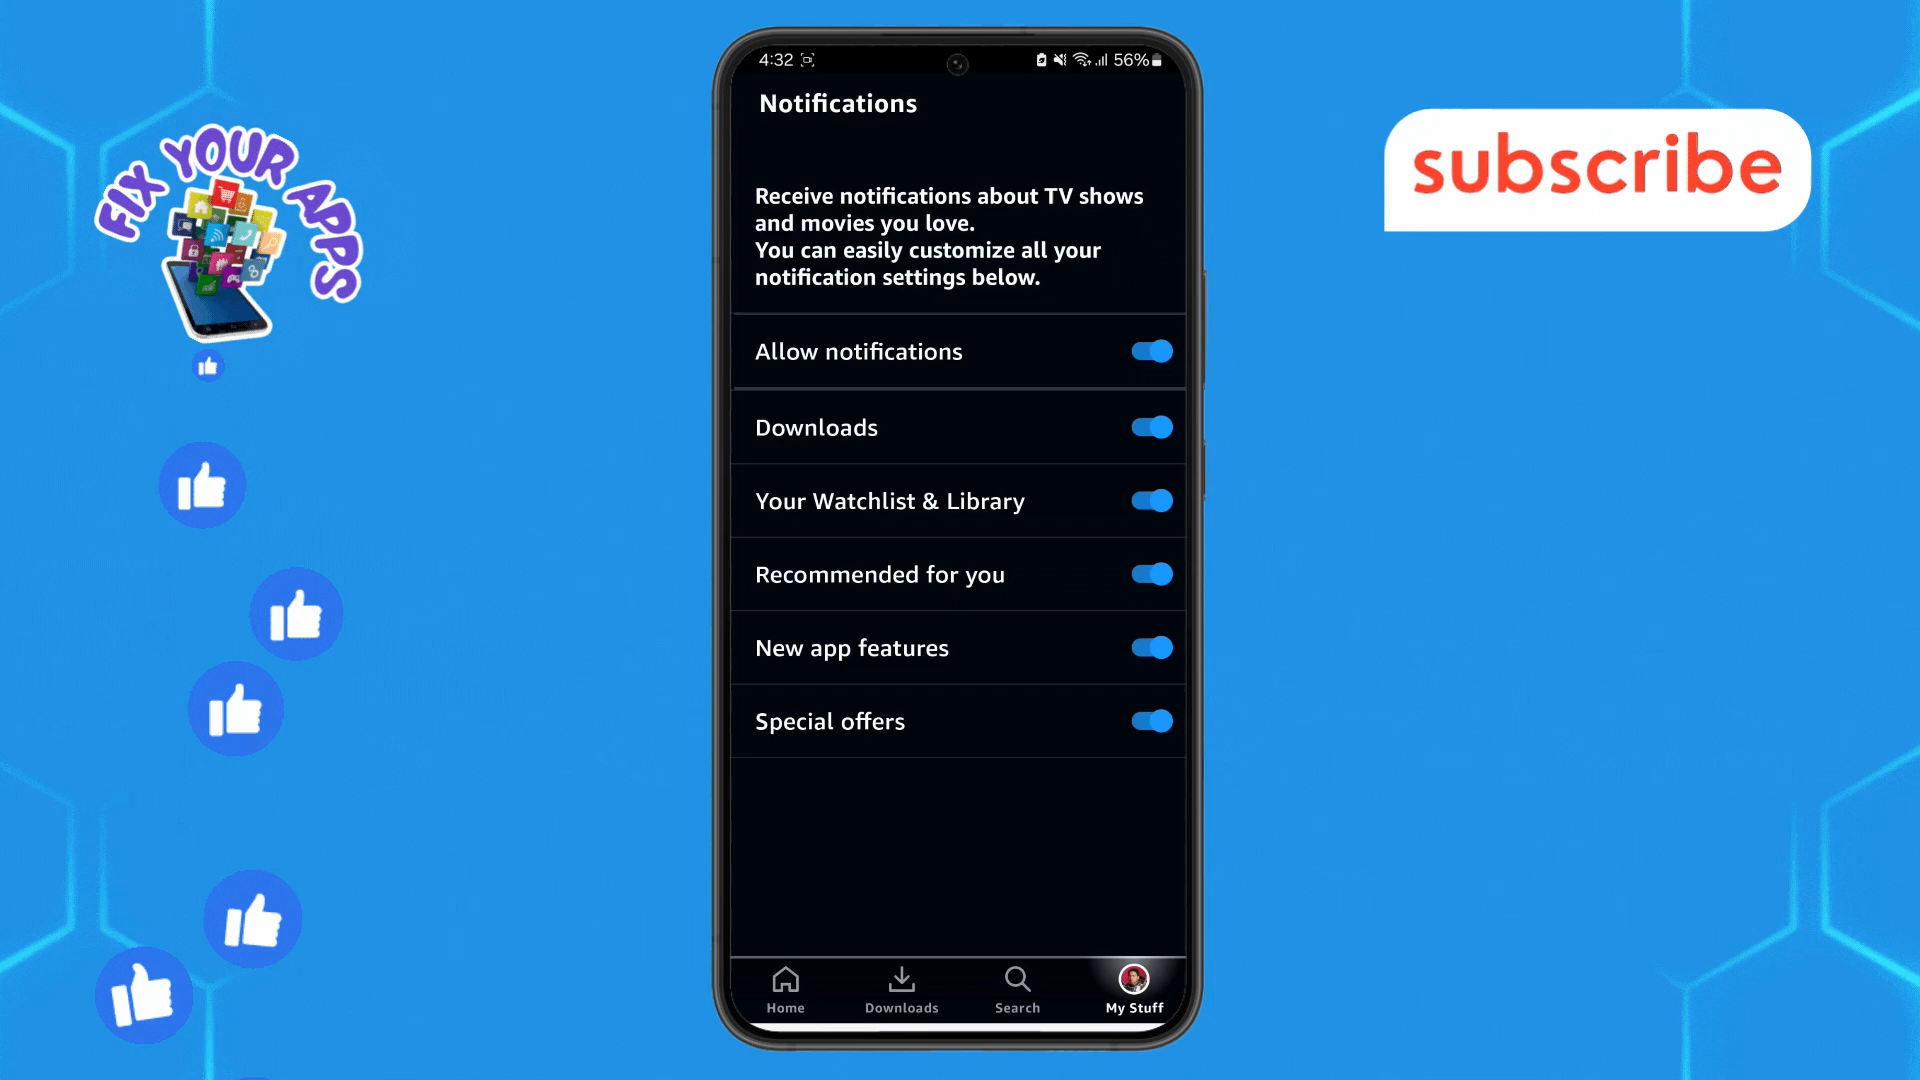 FIX YOUR APPS
subscribe
4:32
56%
Notifications
Receive notifications about TV shows
and movies you love.
You can easily customize all your
notification settings below.
Allow notifications
Downloads
Your Watchlist & Library
Recommended for you
New app features
Special offers
Home
Downloads
Search
My Stuff